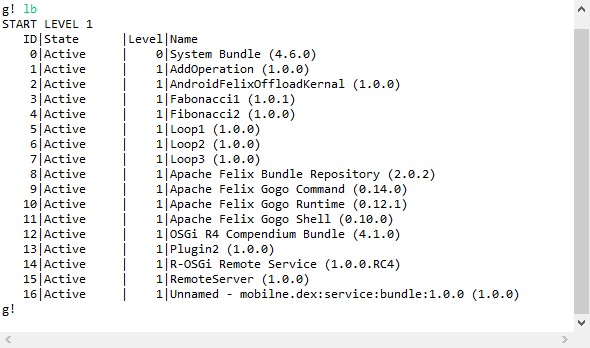 g! lb
START LEVEL 1
   ID|State      |Level|Name
    0|Active     |    0|System Bundle (4.6.0)
    1|Active     |    1|AddOperation (1.0.0)
    2|Active     |    1|AndroidFelixOffloadKernal (1.0.0)
    3|Active     |    1|Fabonacci1 (1.0.1)
    4|Active     |    1|Fibonacci2 (1.0.0)
    5|Active     |    1|Loop1 (1.0.0)
    6|Active     |    1|Loop2 (1.0.0)
    7|Active     |    1|Loop3 (1.0.0)
    8|Active     |    1|Apache Felix Bundle Repository (2.0.2)
    9|Active     |    1|Apache Felix Gogo Command (0.14.0)
   10|Active     |    1|Apache Felix Gogo Runtime (0.12.1)
   11|Active     |    1|Apache Felix Gogo Shell (0.10.0)
   12|Active     |    1|OSGi R4 Compendium Bundle (4.1.0)
   13|Active     |    1|Plugin2 (1.0.0)
   14|Active     |    1|R-OSGi Remote Service (1.0.0.RC4)
   15|Active     |    1|RemoteServer (1.0.0)
   16|Active     |    1|Unnamed - mobilne.dex:service:bundle:1.0.0 (1.0.0)
g!